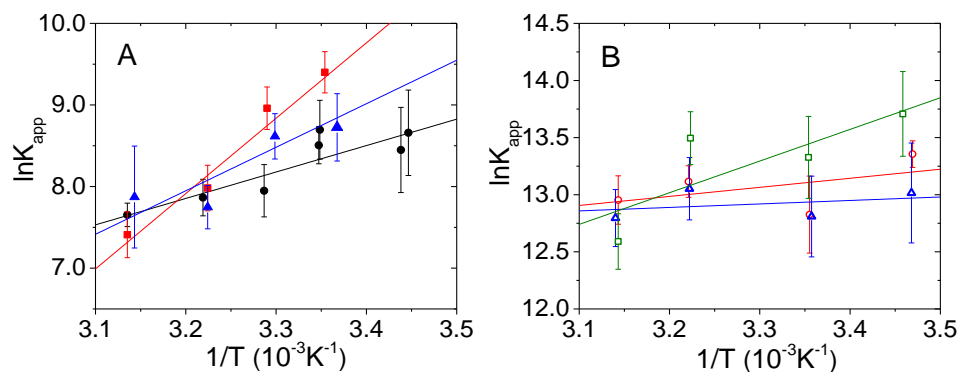 A
10.0
9.0
8.0
7.0
lnK_app
3.1 3.2 3.3 3.4 3.5
1/T (10⁻³K⁻¹)
B
14.5
14.0
13.5
13.0
12.5
12.0
lnK_app
3.1 3.2 3.3 3.4 3.5
1/T (10⁻³K⁻¹)